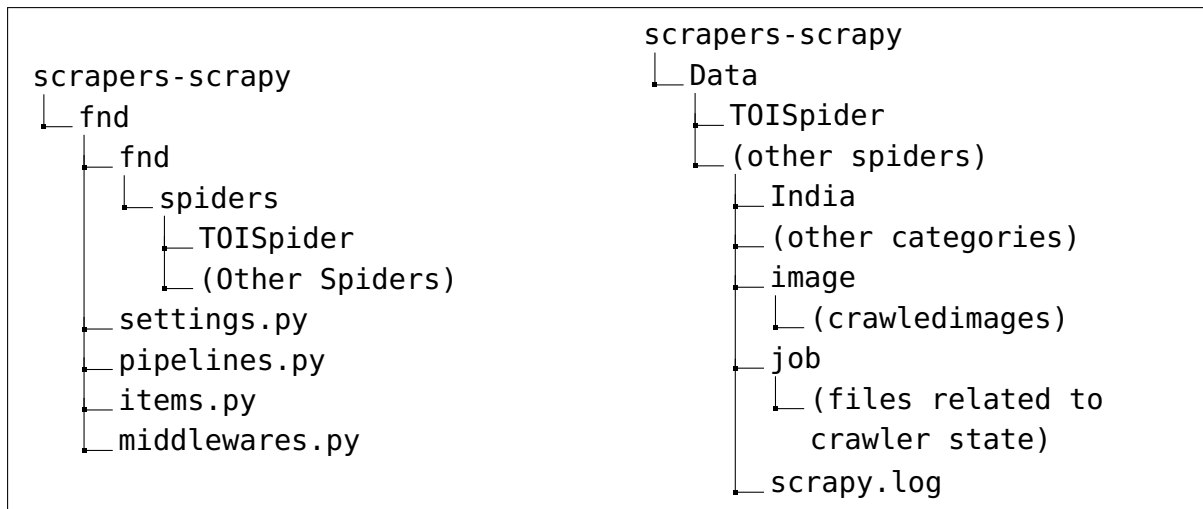 scrapers-scrapy
fnd
fnd
spiders
TOISpider
(Other Spiders)
settings.py
pipelines.py
items.py
middlewares.py
scrapers-scrapy
Data
TOISpider
(other spiders)
India
(other categories)
image
(crawledimages)
job
(files related to
crawler state)
scrapy.log